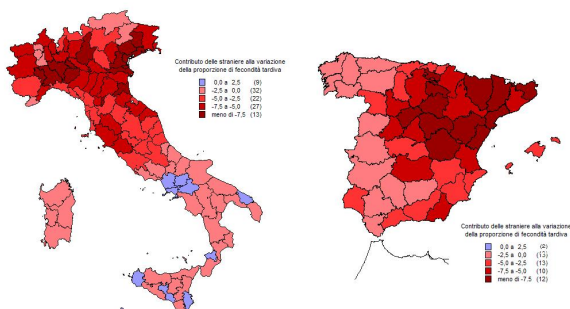 Contributo delle straniere alla variazione
della proporzione di fecondità tardiva
0,0 a 2,5 (9)
-2,5 a 0,0 (32)
-5,0 a -2,5 (22)
-7,5 a -5,0 (27)
meno di -7,5 (13)
Contributo delle straniere alla variazione
della proporzione di fecondità tardiva
0,0 a 2,5 (2)
-2,5 a 0,0 (13)
-5,0 a -2,5 (13)
-7,5 a -5,0 (10)
meno di -7,5 (12)